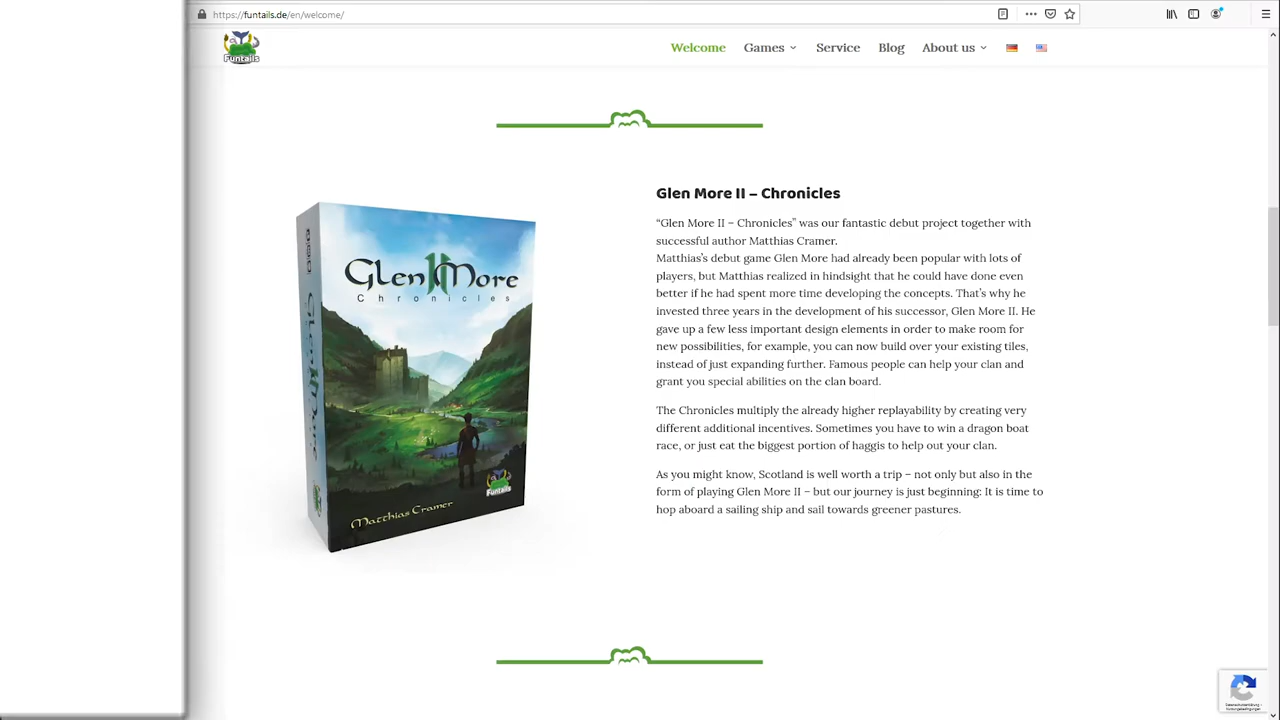 https://funtails.de/en/welcome/
Funtails
Welcome
Games
Service
Blog
About us
Glen More II – Chronicles
“Glen More II – Chronicles” was our fantastic debut project together with
successful author Matthias Cramer.
Matthias’s debut game Glen More had already been popular with lots of
players, but Matthias realized in hindsight that he could have done even
better if he had spent more time developing the concepts. That’s why he
invested three years in the development of his successor, Glen More II. He
gave up a few less important design elements in order to make room for
new possibilities, for example, you can now build over your existing tiles,
instead of just expanding further. Famous people can help your clan and
grant you special abilities on the clan board.
The Chronicles multiply the already higher replayability by creating very
different additional incentives. Sometimes you have to win a dragon boat
race, or just eat the biggest portion of haggis to help out your clan.
As you might know, Scotland is well worth a trip – not only but also in the
form of playing Glen More II – but our journey is just beginning: It is time to
hop aboard a sailing ship and sail towards greener pastures.
Glen II More
Chronicles
Funtails
Matthias Cramer